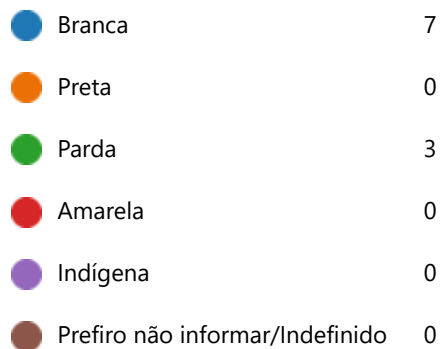 Branca 7
Preta 0
Parda 3
Amarela 0
Indígena 0
Prefiro não informar/Indefinido 0